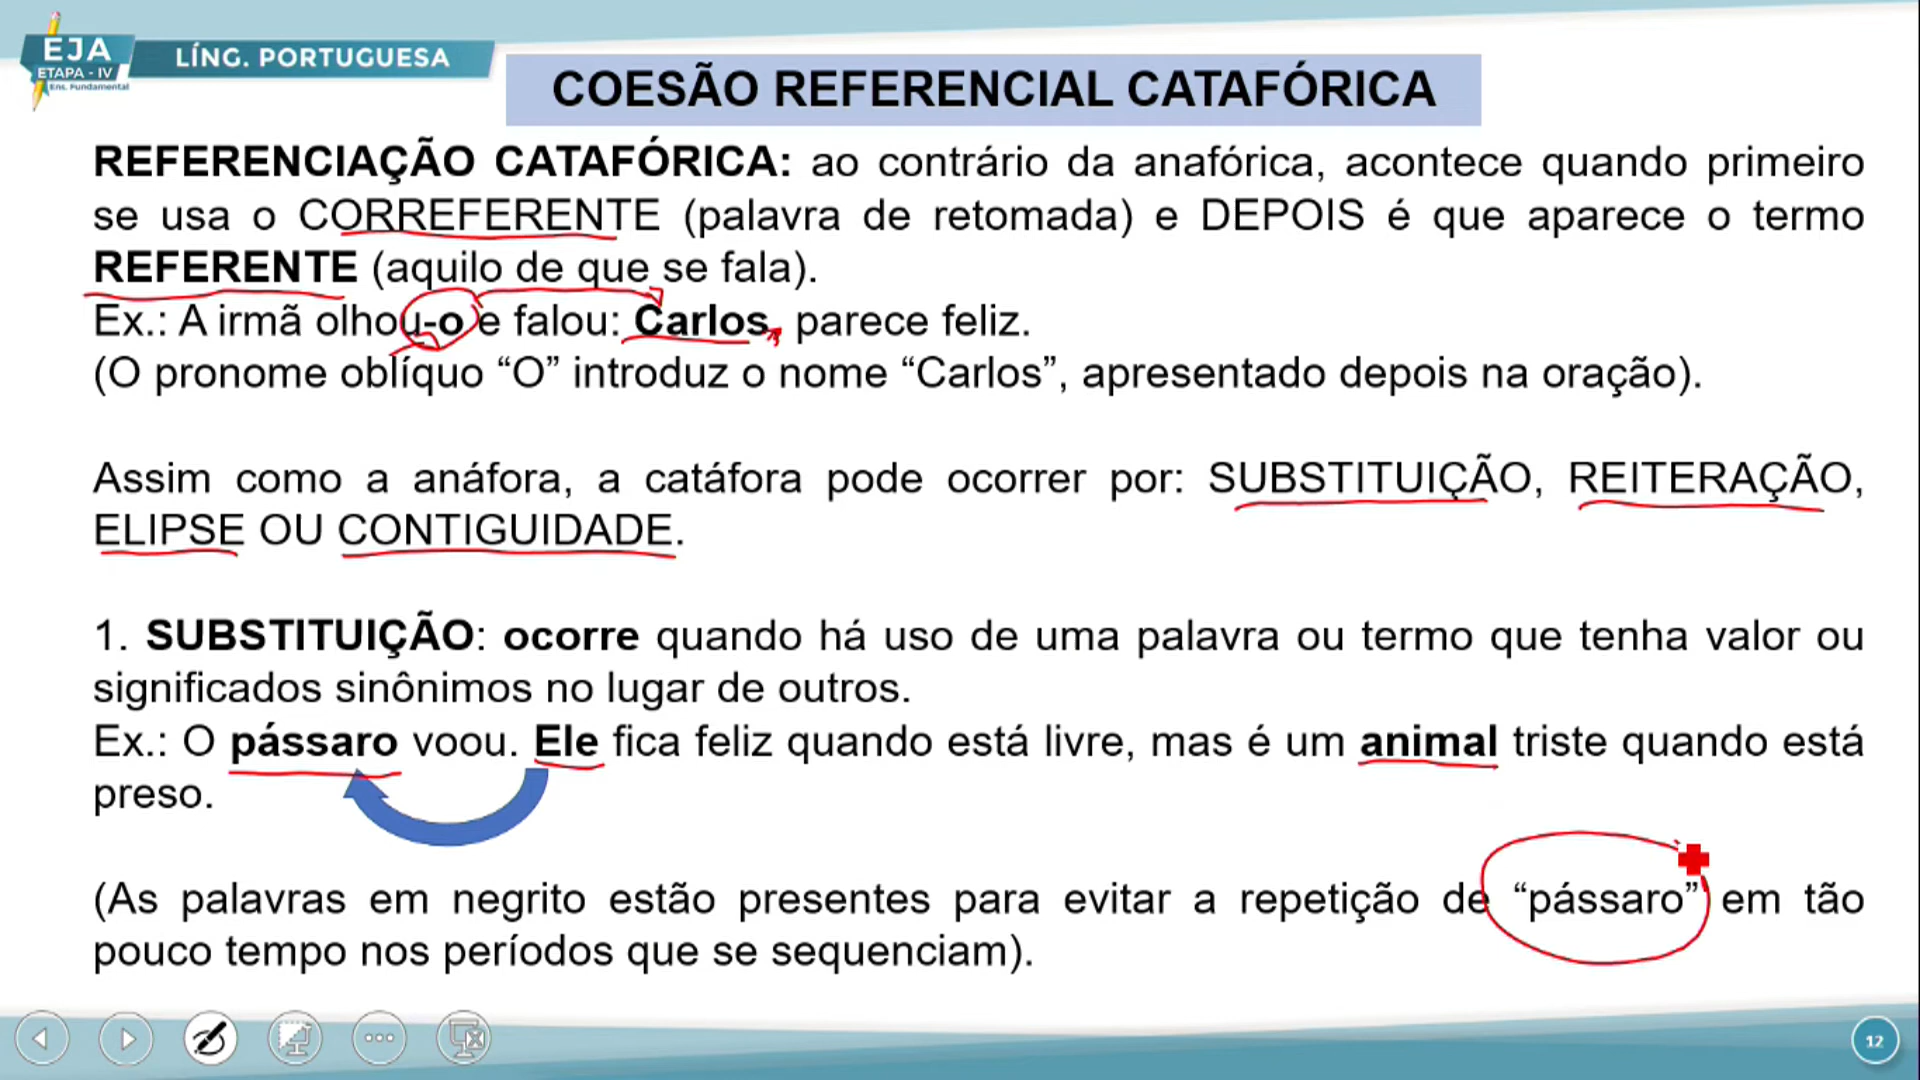 EJA
ETAPA - IV
Ens. Fundamental
LÍNG. PORTUGUESA
COESÃO REFERENCIAL CATAFÓRICA
REFERENCIAÇÃO CATAFÓRICA: ao contrário da anafórica, acontece quando primeiro
se usa o CORREFERENTE (palavra de retomada) e DEPOIS é que aparece o termo
REFERENTE (aquilo de que se fala).
Ex.: A irmã olhou-o e falou: Carlos, parece feliz.
(O pronome oblíquo “O” introduz o nome “Carlos”, apresentado depois na oração).
Assim como a anáfora, a catáfora pode ocorrer por: SUBSTITUIÇÃO, REITERAÇÃO,
ELIPSE OU CONTIGUIDADE.
1. SUBSTITUIÇÃO: ocorre quando há uso de uma palavra ou termo que tenha valor ou
significados sinônimos no lugar de outros.
Ex.: O pássaro voou. Ele fica feliz quando está livre, mas é um animal triste quando está
preso.
(As palavras em negrito estão presentes para evitar a repetição de “pássaro” em tão
pouco tempo nos períodos que se sequenciam).
12